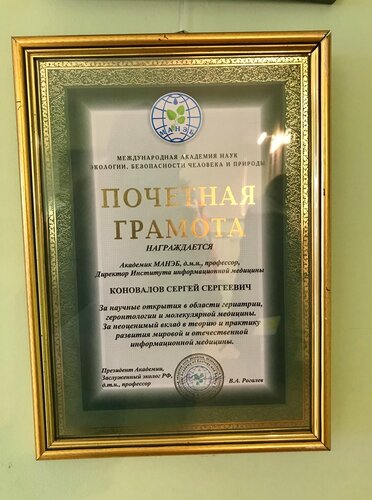 МАНЭБ
МЕЖДУНАРОДНАЯ АКАДЕМИЯ НАУК
ЭКОЛОГИИ, БЕЗОПАСНОСТИ ЧЕЛОВЕКА И ПРИРОДЫ
ПОЧЕТНАЯ
ГРАМОТА
НАГРАЖДАЕТСЯ
Академик МАНЭБ, д.м.н., профессор,
Директор Института информационной медицины
КОНОВАЛОВ СЕРГЕЙ СЕРГЕЕВИЧ
За научные открытия в области гериатрии,
геронтологии и молекулярной медицины.
За неоценимый вклад в теорию и практику
развития мировой и отечественной
информационной медицины.
Президент Академии,
Заслуженный эколог РФ,
д.т.н., профессор
В.А. Рогалев